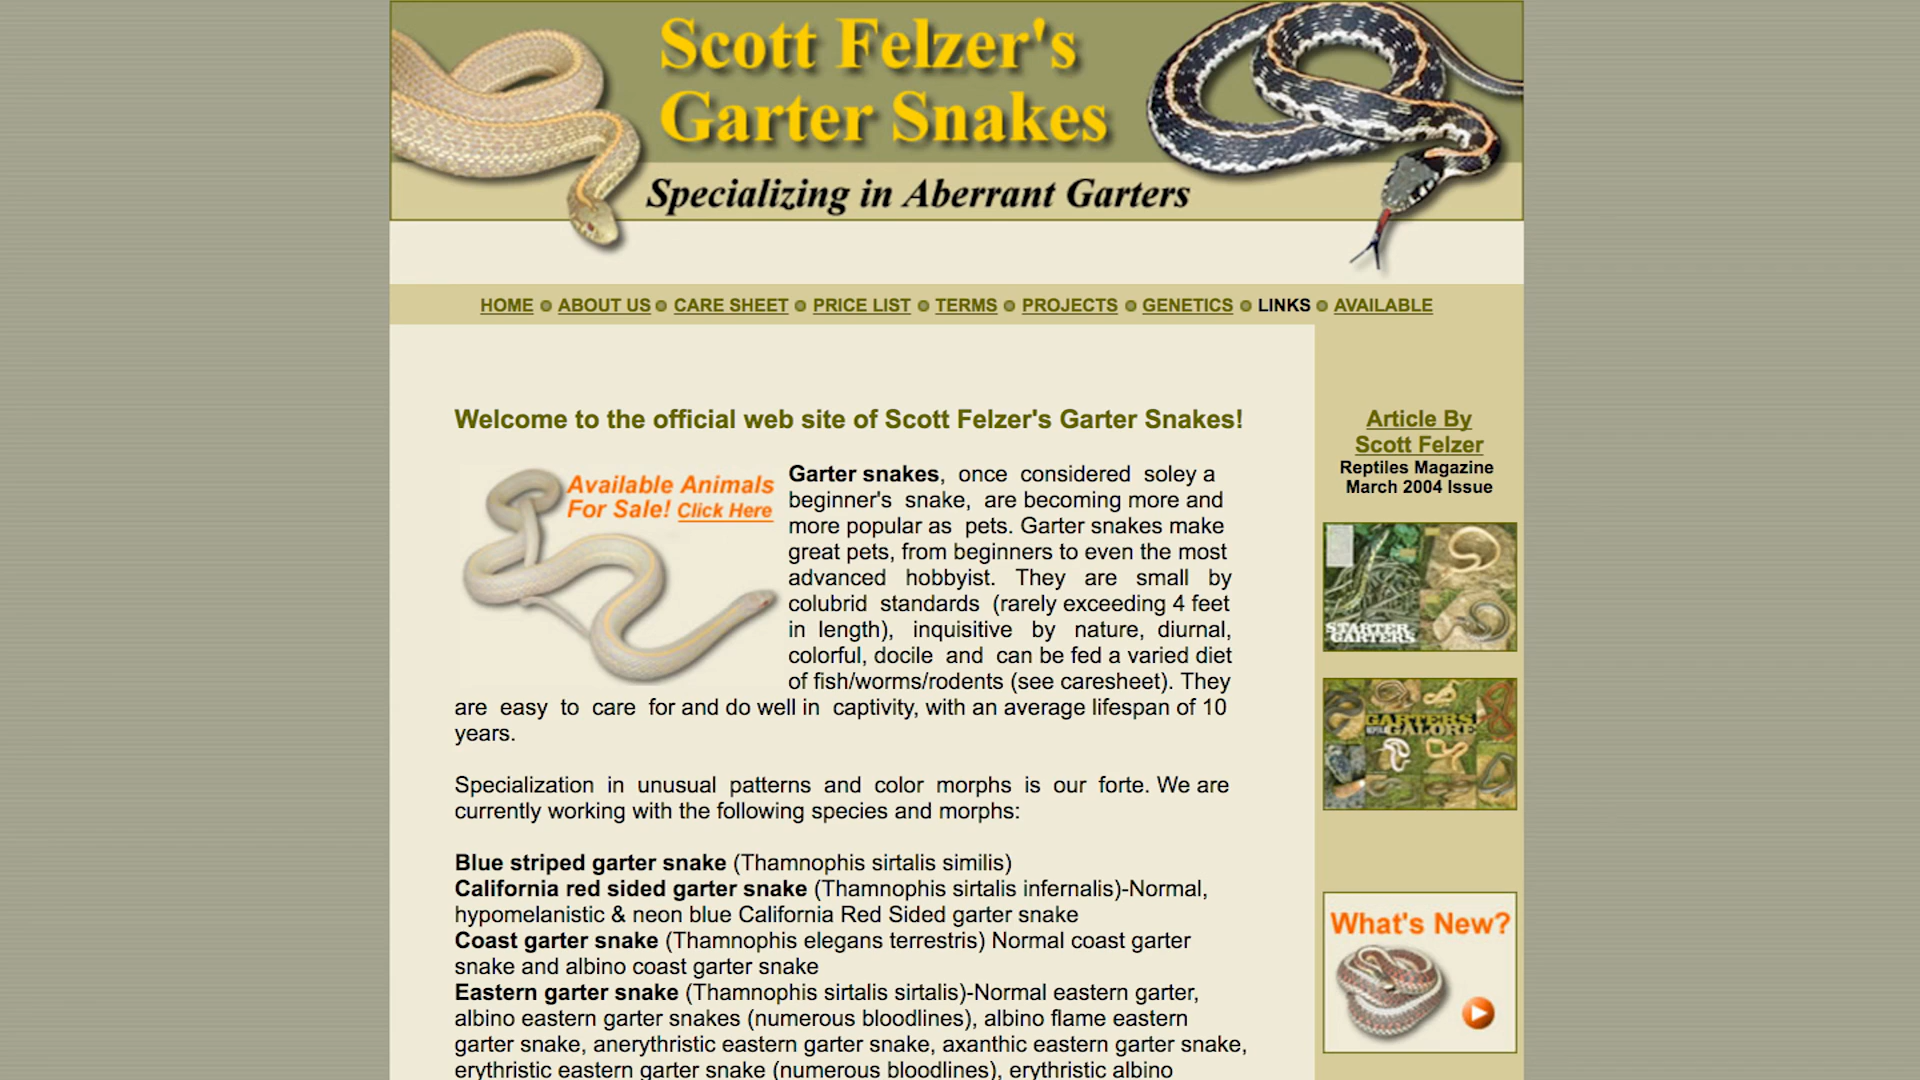 Scott Felzer's
Garter Snakes
Specializing in Aberrant Garters
HOME ABOUT US CARE SHEET PRICE LIST TERMS PROJECTS GENETICS LINKS AVAILABLE
Welcome to the official web site of Scott Felzer's Garter Snakes!
Available Animals
For Sale! Click Here
Garter snakes, once considered soley a
beginner's snake, are becoming more and
more popular as pets. Garter snakes make
great pets, from beginners to even the most
advanced hobbyist. They are small by
colubrid standards (rarely exceeding 4 feet
in length), inquisitive by nature, diurnal,
colorful, docile and can be fed a varied diet
of fish/worms/rodents (see caresheet). They
are easy to care for and do well in captivity, with an average lifespan of 10
years.
Specialization in unusual patterns and color morphs is our forte. We are
currently working with the following species and morphs:
Blue striped garter snake (Thamnophis sirtalis similis)
California red sided garter snake (Thamnophis sirtalis infernalis)-Normal,
hypomelanistic & neon blue California Red Sided garter snake
Coast garter snake (Thamnophis elegans terrestris) Normal coast garter
snake and albino coast garter snake
Eastern garter snake (Thamnophis sirtalis sirtalis)-Normal eastern garter,
albino eastern garter snakes (numerous bloodlines), albino flame eastern
garter snake, anerythristic eastern garter snake, axanthic eastern garter snake,
erythristic eastern garter snake (numerous bloodlines), erythristic albino
Article By
Scott Felzer
Reptiles Magazine
March 2004 Issue
STARTER
GARTERS
GARTERS
GALORE
What's New?